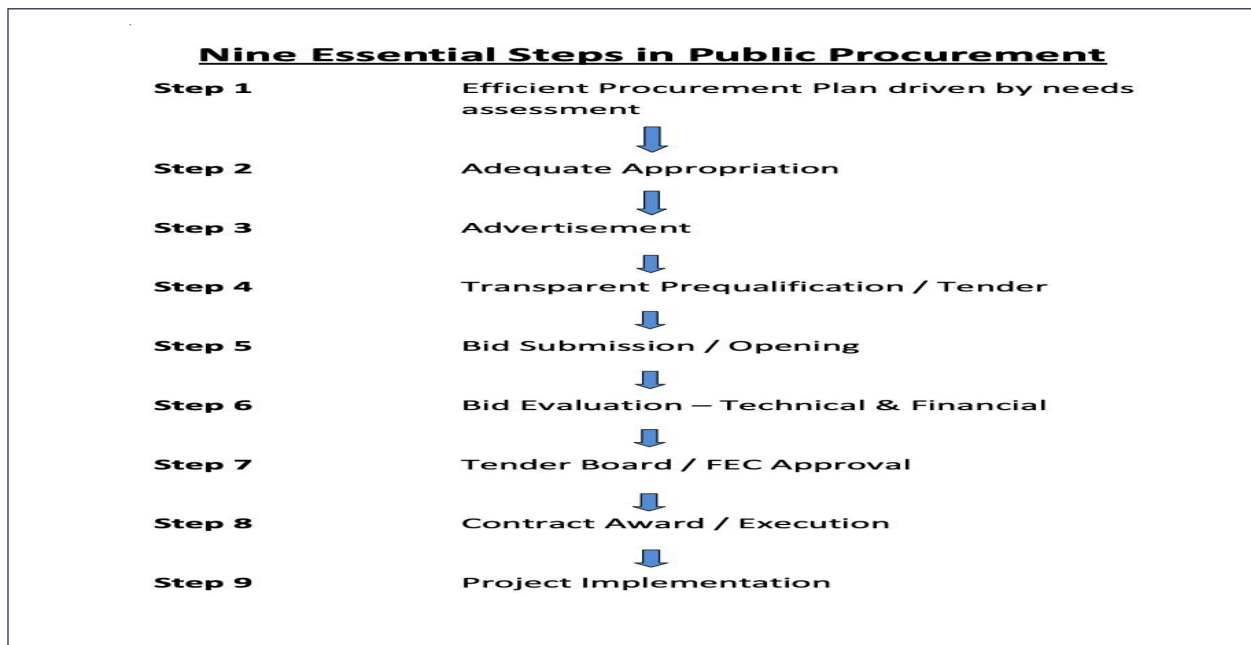 Nine Essential Steps in Public Procurement
Step 1 Efficient Procurement Plan driven by needs
assessment
Step 2 Adequate Appropriation
Step 3 Advertisement
Step 4 Transparent Prequalification / Tender
Step 5 Bid Submission / Opening
Step 6 Bid Evaluation – Technical & Financial
Step 7 Tender Board / FEC Approval
Step 8 Contract Award / Execution
Step 9 Project Implementation